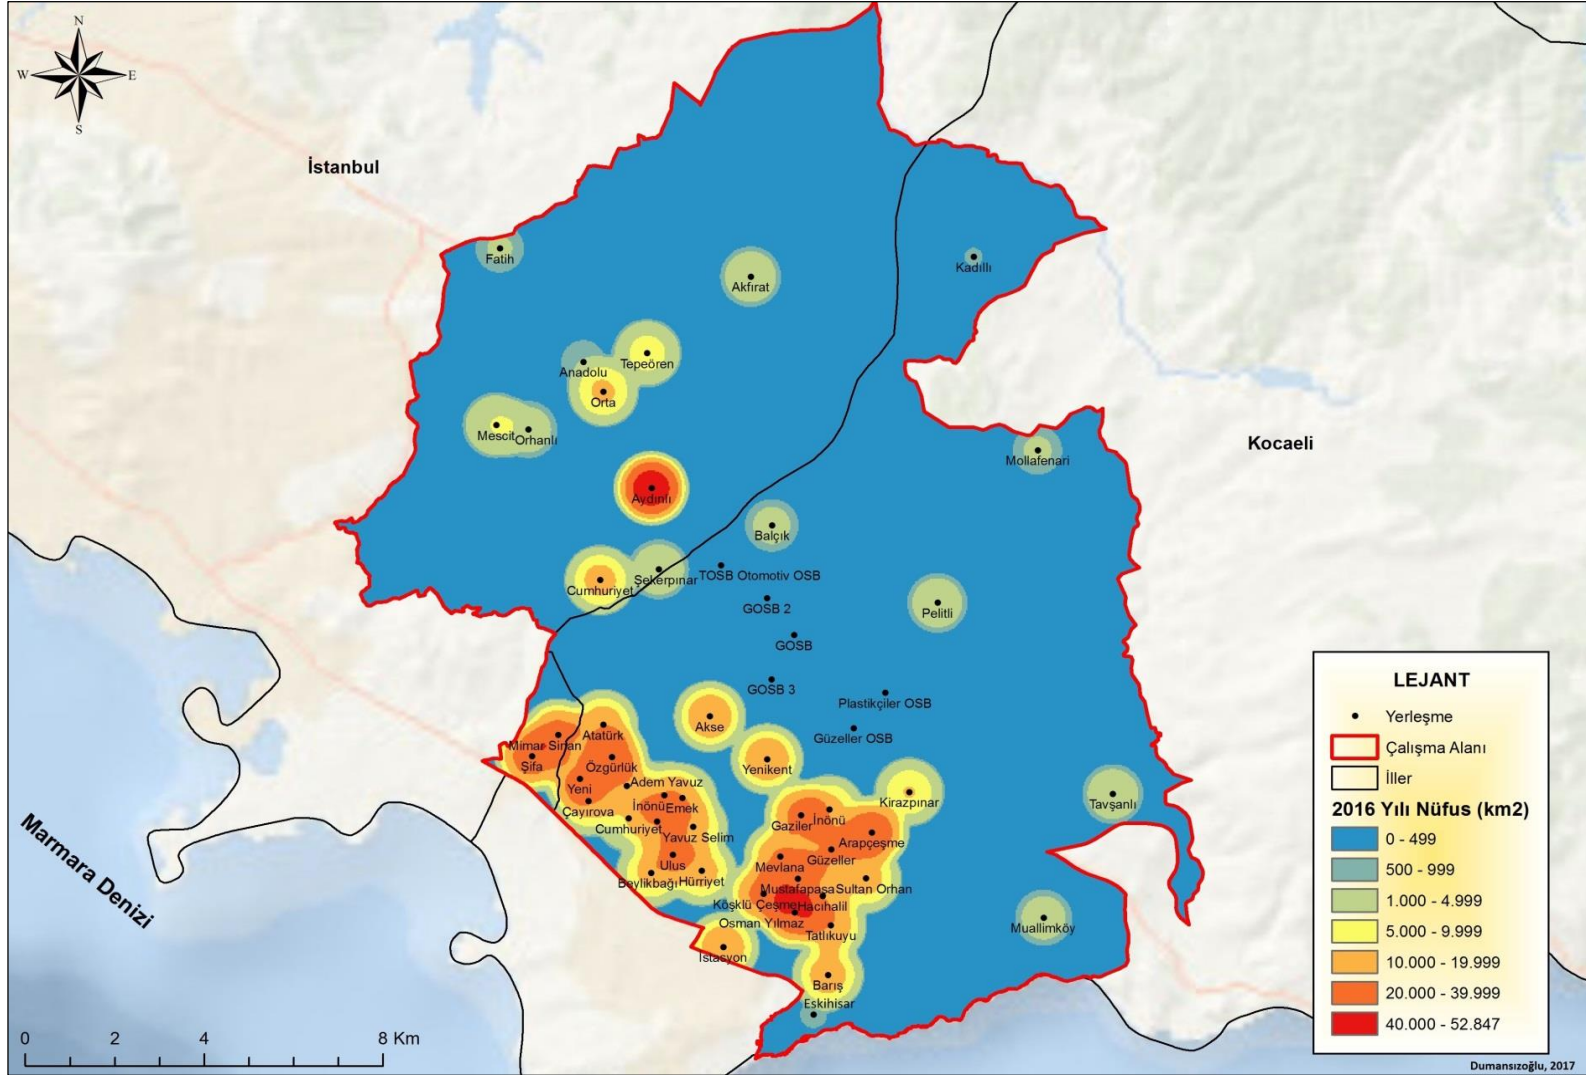 N
W
E
S
İstanbul
Fatih
Kadıllı
Akfırat
Tepeören
Anadolu
Orta
Mescit
Orhanlı
Kocaeli
Mollafenari
Aydınlı
Balçık
Şekerpınar
TOSB Otomotiv OSB
Cumhuriyet
GOSB 2
Pelitli
GOSB
GOSB 3
Plastikçiler OSB
Akse
Güzeller OSB
Atatürk
Mimar Sinan
Şifa
Özgürlük
Yenikent
Yeni
Adem Yavuz
Çayırova
İnönü
Emek
Kirazpınar
Tavşanlı
Cumhuriyet
Yavuz Selim
Gaziler
İnönü
Arapçeşme
Güzeller
Ulus
Mevlana
Beylikbağı
Hürriyet
Mustafapaşa
Sultan Orhan
Köşklü Çeşme
Hacıhalil
Osman Yılmaz
Tatlıkuyu
Muallimköy
İstasyon
Barış
Eskihisar
Marmara Denizi
0 2 4 8 Km
LEJANT
Yerleşme
Çalışma Alanı
İller
2016 Yılı Nüfus (km2)
0 - 499
500 - 999
1.000 - 4.999
5.000 - 9.999
10.000 - 19.999
20.000 - 39.999
40.000 - 52.847
Dumansızoğlu, 2017